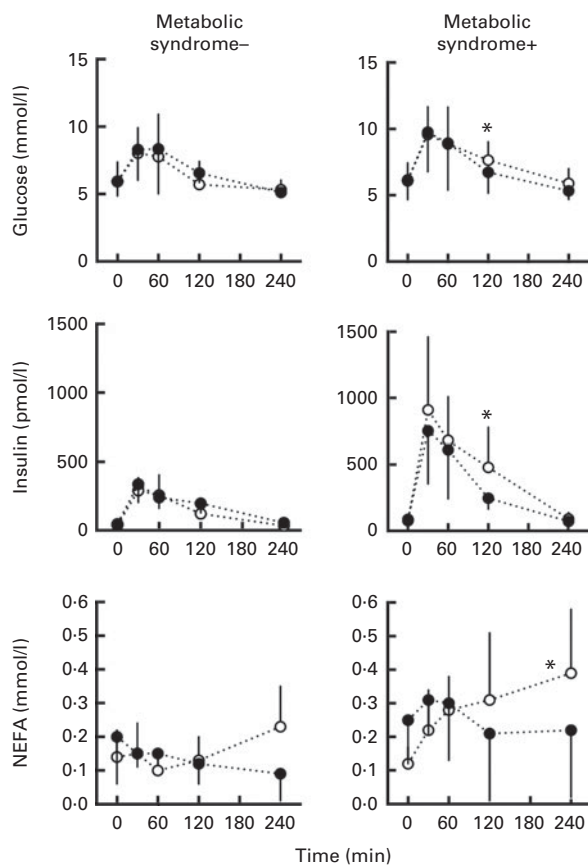 Metabolic
syndrome–
Metabolic
syndrome+
Glucose (mmol/l)
15
10
5
0
0 60 120 180 240
15
10
5
0
*
0 60 120 180 240
Insulin (pmol/l)
1500
1000
500
0
0 60 120 180 240
1500
1000
500
0
*
0 60 120 180 240
NEFA (mmol/l)
0·6
0·5
0·4
0·3
0·2
0·1
0·0
0 60 120 180 240
0·6
0·5
0·4
0·3
0·2
0·1
0·0
*
0 60 120 180 240
Time (min)